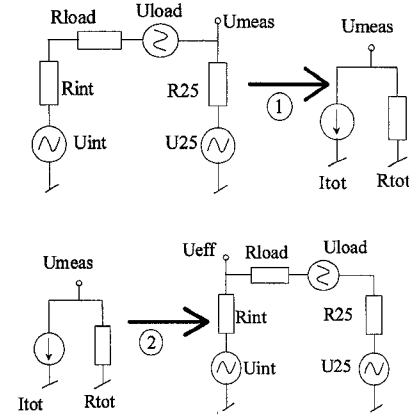 Rload
Uload
Umeas
Rint
R25
Uint
U25
1
Umeas
Itot
Rtot
Umeas
Itot
Rtot
2
Ueff
Rload
Uload
Rint
R25
Uint
U25